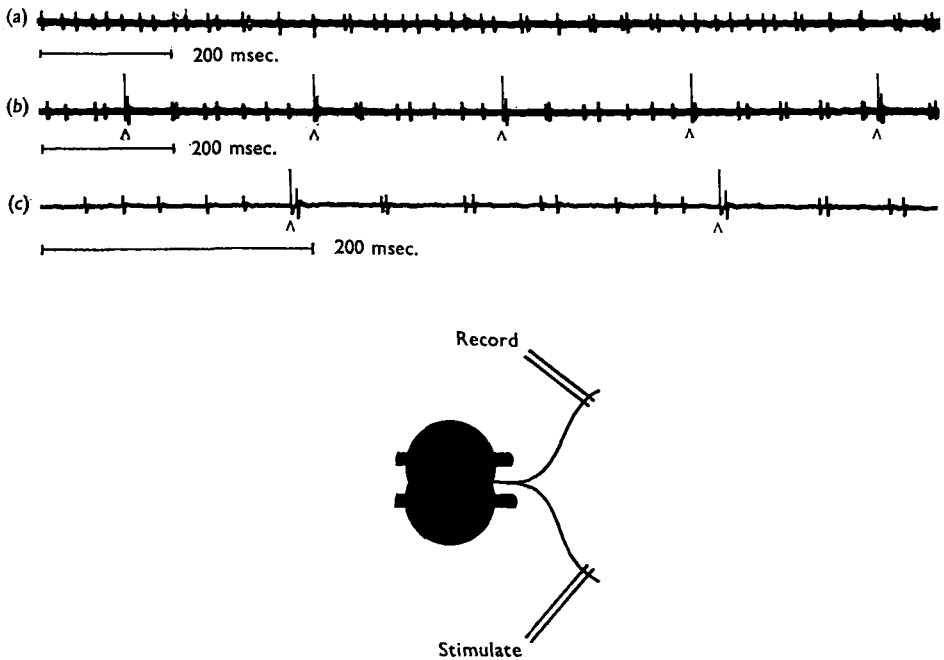 (a)
200 msec.
(b)
^ ^ ^ ^ ^
200 msec.
(c)
^ ^
200 msec.
Record
Stimulate